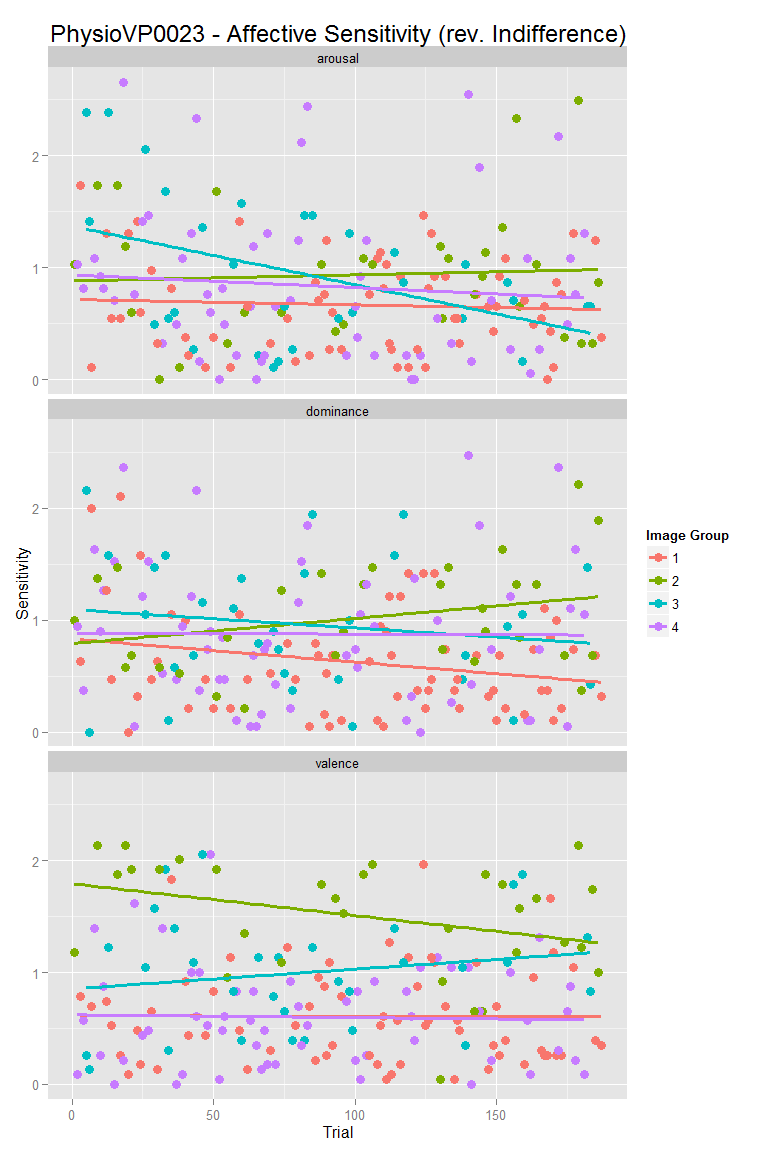 PhysioVP0023 - Affective Sensitivity (rev. Indifference)
arousal
2
1
0
dominance
2
1
0
Sensitivity
valence
2
1
0
0 50 100 150
Trial
Image Group
1
2
3
4